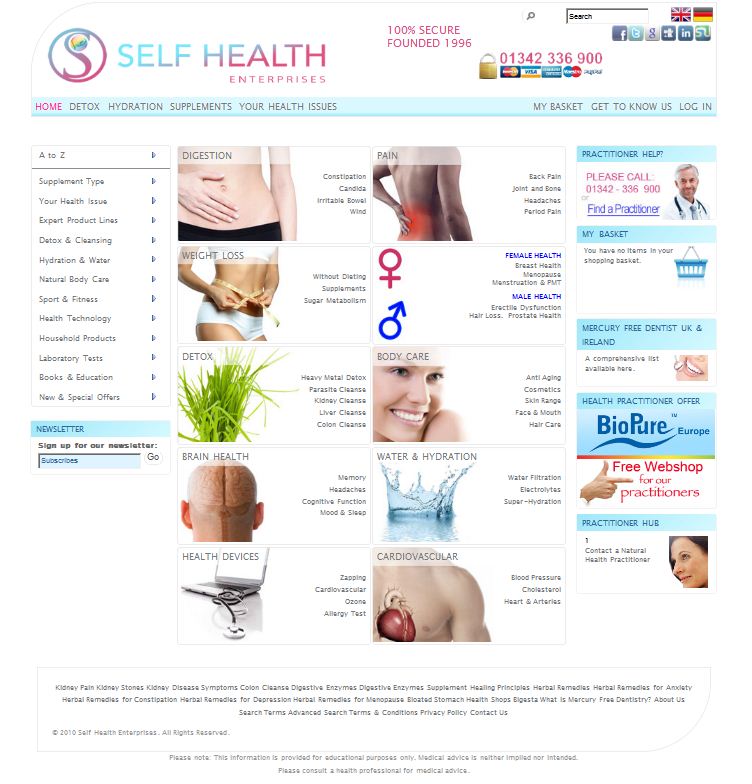 SELF HEALTH
ENTERPRISES
100% SECURE
FOUNDED 1996
Search
01342 336 900
VISA
Maestro
PayPal
HOME DETOX HYDRATION SUPPLEMENTS YOUR HEALTH ISSUES
MY BASKET GET TO KNOW US LOG IN
A to Z
Supplement Type
Your Health Issue
Expert Product Lines
Detox & Cleansing
Hydration & Water
Natural Body Care
Sport & Fitness
Health Technology
Household Products
Laboratory Tests
Books & Education
New & Special Offers
NEWSLETTER
Sign up for our newsletter:
Subscribes
Go
DIGESTION
Constipation
Candida
Irritable Bowel
Wind
PAIN
Back Pain
Joint and Bone
Headaches
Period Pain
WEIGHT LOSS
Without Dieting
Supplements
Sugar Metabolism
FEMALE HEALTH
Breast Health
Menopause
Menstruation & PMT
MALE HEALTH
Erectile Dysfunction
Hair Loss, Prostate Health
DETOX
Heavy Metal Detox
Parasite Cleanse
Kidney Cleanse
Liver Cleanse
Colon Cleanse
BODY CARE
Anti Aging
Cosmetics
Skin Range
Face & Mouth
Hair Care
BRAIN HEALTH
Memory
Headaches
Cognitive Function
Mood & Sleep
WATER & HYDRATION
Water Filtration
Electrolytes
Super-Hydration
HEALTH DEVICES
Zapping
Cardiovascular
Ozone
Allergy Test
CARDIOVASCULAR
Blood Pressure
Cholesterol
Heart & Arteries
PRACTITIONER HELP?
PLEASE CALL:
01342 - 336 900
or
Find a Practitioner
MY BASKET
You have no items in your
shopping basket.
MERCURY FREE DENTIST UK &
IRELAND
A comprehensive list
available here.
HEALTH PRACTITIONER OFFER
BioPure™
Europe
Free Webshop
for our
practitioners
PRACTITIONER HUB
1
Contact a Natural
Health Practitioner
Kidney Pain Kidney Stones Kidney Disease Symptoms Colon Cleanse Digestive Enzymes Digestive Enzymes Supplement Healing Principles Herbal Remedies Herbal Remedies for Anxiety
Herbal Remedies for Constipation Herbal Remedies for Depression Herbal Remedies for Menopause Bloated Stomach Health Shops Bigesta What is Mercury Free Dentistry? About Us
Search Terms Advanced Search Terms & Conditions Privacy Policy Contact Us
© 2010 Self Health Enterprises. All Rights Reserved.
Please note: This information is provided for educational purposes only. Medical advice is neither implied nor intended.
Please consult a health professional for medical advice.